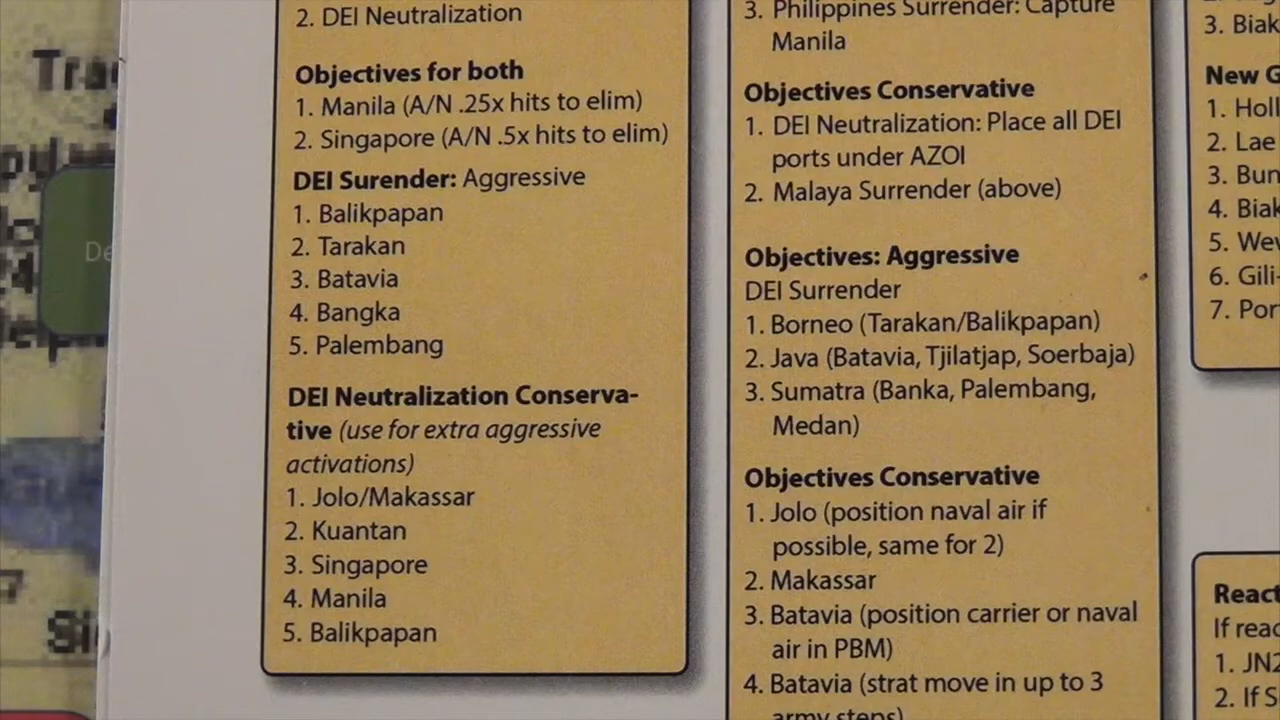 2. DEI Neutralization
Objectives for both
1. Manila (A/N .25x hits to elim)
2. Singapore (A/N .5x hits to elim)
DEI Surender: Aggressive
1. Balikpapan
2. Tarakan
3. Batavia
4. Bangka
5. Palembang
DEI Neutralization Conserva-
tive (use for extra aggressive
activations)
1. Jolo/Makassar
2. Kuantan
3. Singapore
4. Manila
5. Balikpapan
3. Philippines Surrender: Capture
Manila
Objectives Conservative
1. DEI Neutralization: Place all DEI
ports under AZOI
2. Malaya Surrender (above)
Objectives: Aggressive
DEI Surrender
1. Borneo (Tarakan/Balikpapan)
2. Java (Batavia, Tjilatjap, Soerbaja)
3. Sumatra (Banka, Palembang,
Medan)
Objectives Conservative
1. Jolo (position naval air if
possible, same for 2)
2. Makassar
3. Batavia (position carrier or naval
air in PBM)
4. Batavia (strat move in up to 3
army steps)
3. Biak
New G
1. Holl
2. Lae
3. Bun
4. Biak
5. Wew
6. Gili-
7. Por
React
If reac
1. JN2
2. If S